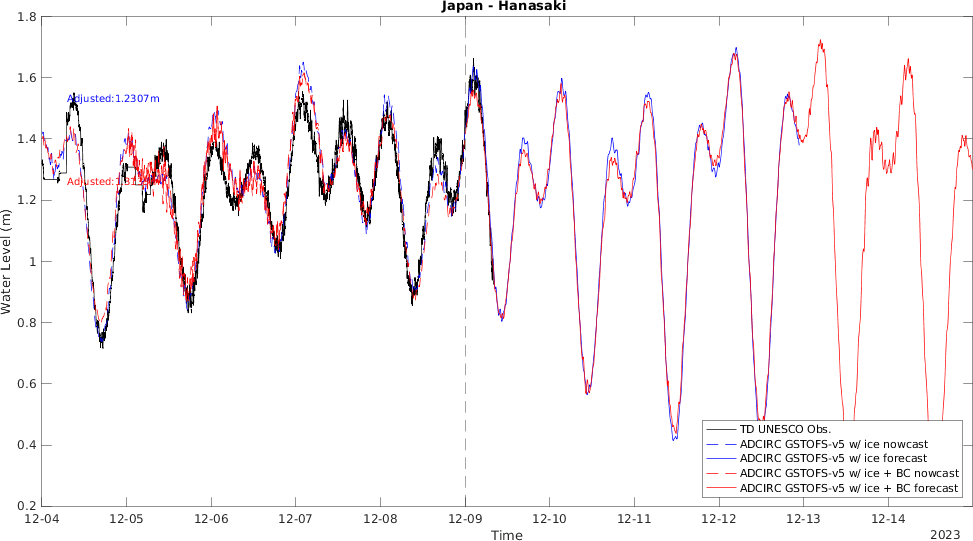 Japan - Hanasaki
1.8
1.6
1.4
1.2
1
0.8
0.6
0.4
0.2
Water Level (m)
Adjusted:1.2307m
TD UNESCO Obs.
ADCIRC GSTOFS-v5 w/ ice nowcast
ADCIRC GSTOFS-v5 w/ ice forecast
ADCIRC GSTOFS-v5 w/ ice + BC nowcast
ADCIRC GSTOFS-v5 w/ ice + BC forecast
12-04 12-05 12-06 12-07 12-08 12-09 12-10 12-11 12-12 12-13 12-14
Time
2023